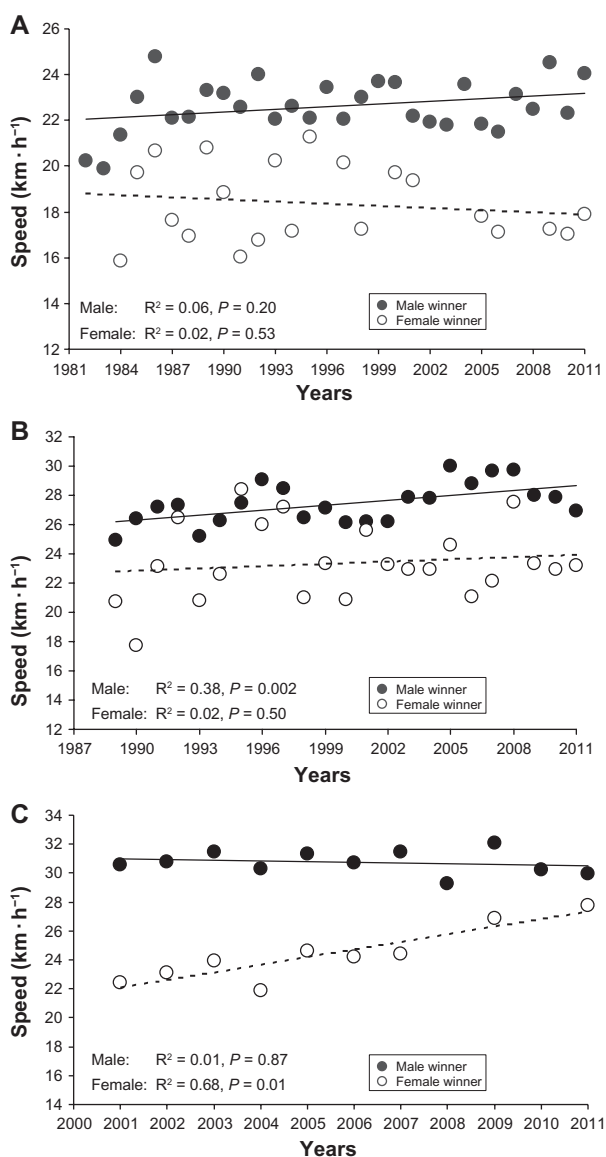 A
26
24
22
20
18
16
14
12
Speed (km·h⁻¹)
Male: R² = 0.06, P = 0.20
Female: R² = 0.02, P = 0.53
Male winner
Female winner
1981 1984 1987 1990 1993 1996 1999 2002 2005 2008 2011
Years
B
32
30
28
26
24
22
20
18
16
14
12
Speed (km·h⁻¹)
Male: R² = 0.38, P = 0.002
Female: R² = 0.02, P = 0.50
Male winner
Female winner
1987 1990 1993 1996 1999 2002 2005 2008 2011
Years
C
34
32
30
28
26
24
22
20
18
16
14
Speed (km·h⁻¹)
Male: R² = 0.01, P = 0.87
Female: R² = 0.68, P = 0.01
Male winner
Female winner
2000 2001 2002 2003 2004 2005 2006 2007 2008 2009 2010 2011
Years